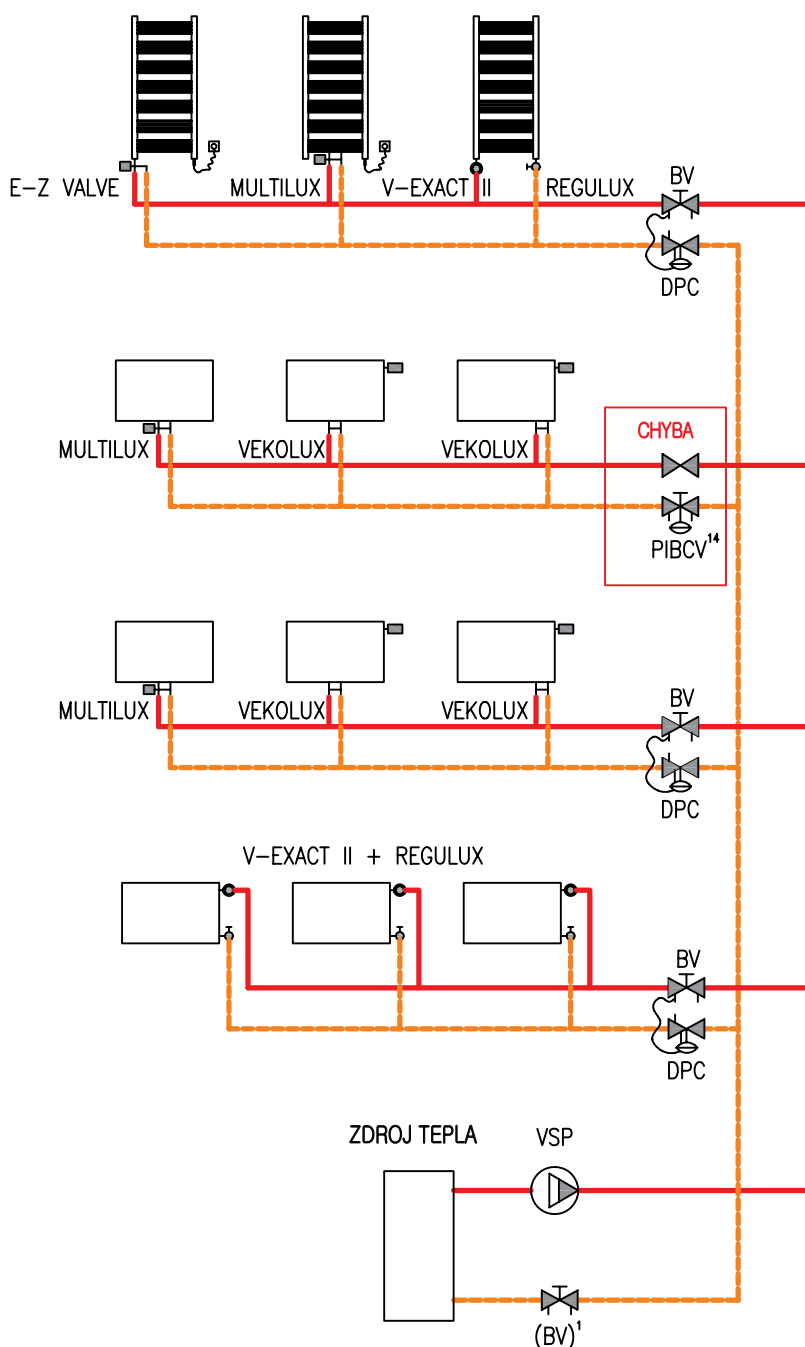 E-Z VALVE
MULTILUX
V-EXACT II
REGULUX
BV
DPC
CHYBA
MULTILUX
VEKOLUX
VEKOLUX
PIBCV¹⁴
BV
MULTILUX
VEKOLUX
VEKOLUX
DPC
V-EXACT II + REGULUX
BV
DPC
ZDROJ TEPLA
VSP
(BV)¹